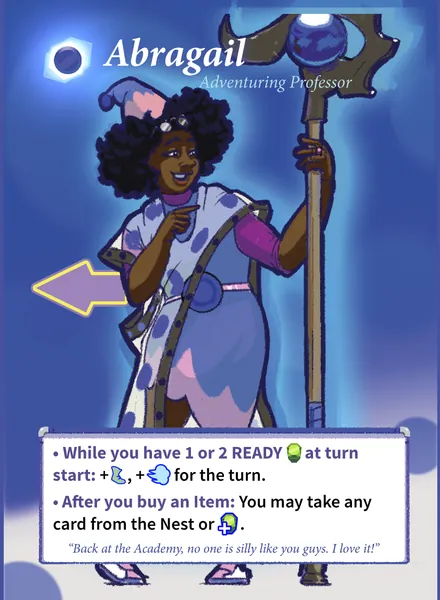 Abragail
Adventuring Professor
• While you have 1 or 2 READY at turn
start: +, + for the turn.
• After you buy an Item: You may take any
card from the Nest or .
“Back at the Academy, no one is silly like you guys. I love it!”